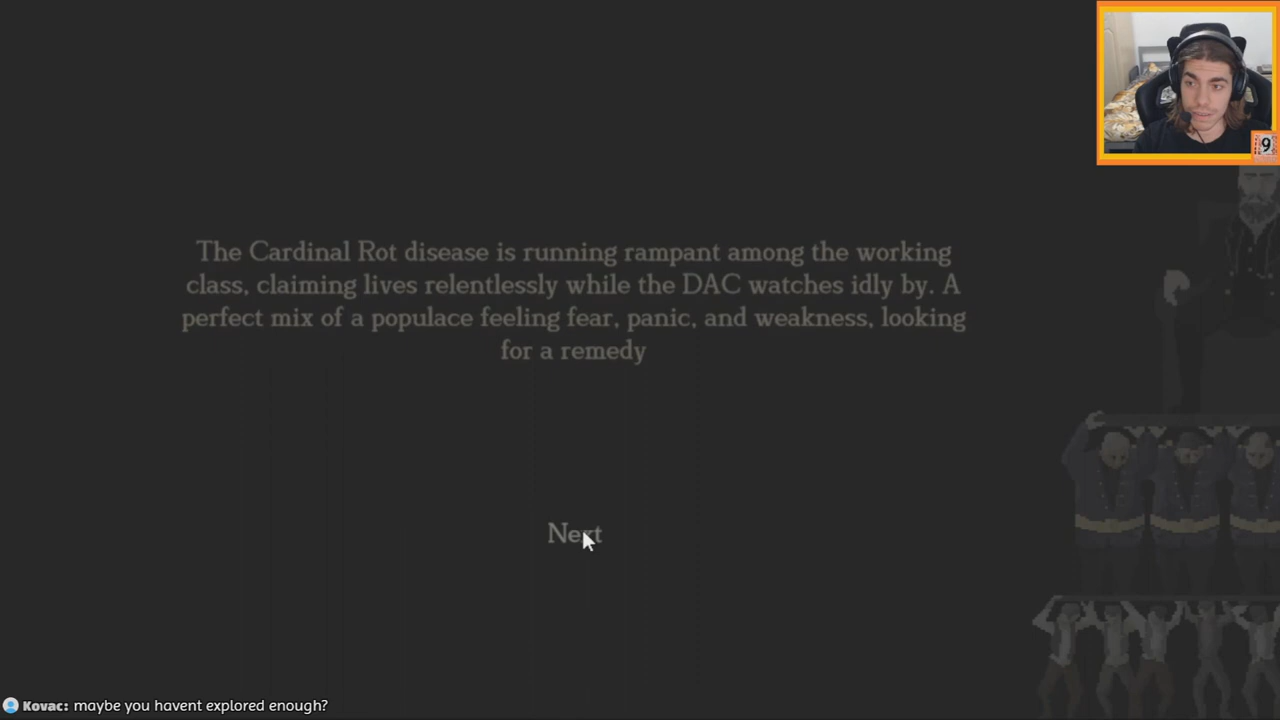 9
The Cardinal Rot disease is running rampant among the working
class, claiming lives relentlessly while the DAC watches idly by. A
perfect mix of a populace feeling fear, panic, and weakness, looking
for a remedy
Next
Kovac: maybe you havent explored enough?